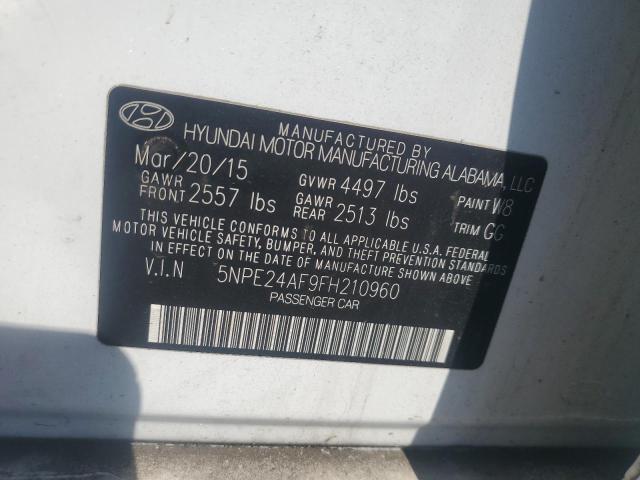 MANUFACTURED BY
HYUNDAI MOTOR MANUFACTURING ALABAMA, LLC
Mar/20/15 GVWR 4497 lbs PAINT W8
GAWR FRONT 2557 lbs GAWR REAR 2513 lbs TRIM GG
THIS VEHICLE CONFORMS TO ALL APPLICABLE U.S.A. FEDERAL
MOTOR VEHICLE SAFETY, BUMPER, AND THEFT PREVENTION STANDARDS
IN EFFECT ON THE DATE OF MANUFACTURE SHOWN ABOVE
V.I.N 5NPE24AF9FH210960
PASSENGER CAR